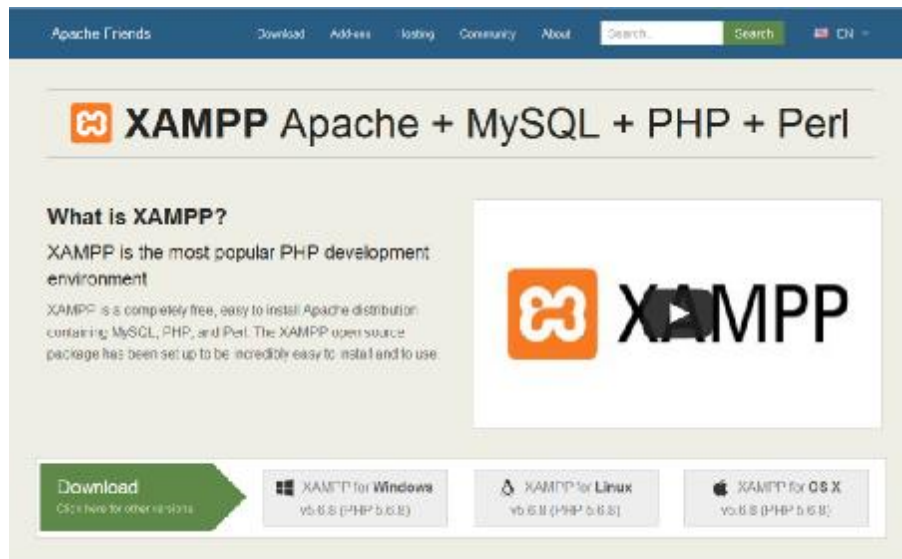 Apache Friends
Download Add-ons Hosting Community About Search... Search EN
XAMPP Apache + MySQL + PHP + Perl
What is XAMPP?
XAMPP is the most popular PHP development
environment
XAMPP is a completely free, easy to install Apache distribution
containing MySQL, PHP, and Perl. The XAMPP open source
package has been set up to be incredibly easy to install and to use.
XAMPP
Download
Click here for other versions
XAMPP for Windows
v5.6.8 (PHP 5.6.8)
XAMPP for Linux
v5.6.8 (PHP 5.6.8)
XAMPP for OS X
v5.6.8 (PHP 5.6.8)